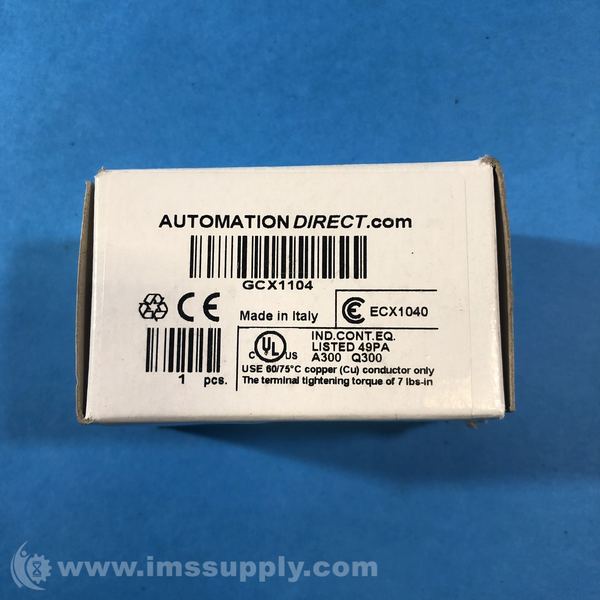 AUTOMATIONDIRECT.com
GCX1104
CE
Made in Italy
ECX1040
C UL US
IND.CONT.EQ.
LISTED 49PA
A300 Q300
1 pcs.
USE 60/75°C copper (Cu) conductor only
The terminal tightening torque of 7 lbs-in
www.imssupply.com